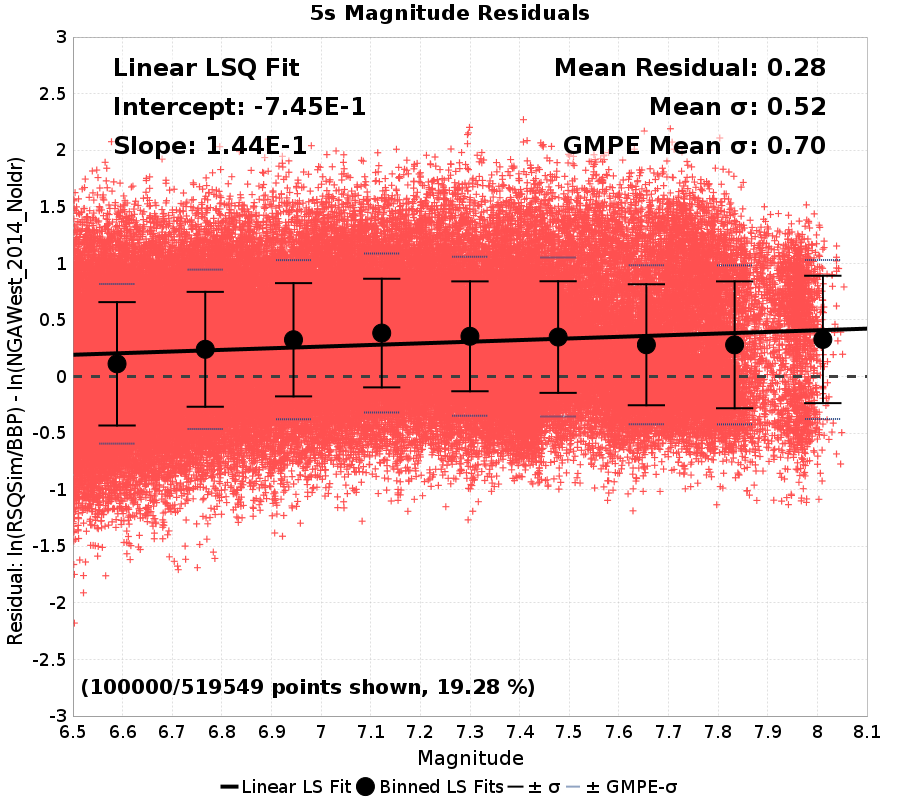 5s Magnitude Residuals
Linear LSQ Fit
Intercept: -7.45E-1
Slope: 1.44E-1
Mean Residual: 0.28
Mean σ: 0.52
GMPE Mean σ: 0.70
Residual: ln(RSQSim/BBP) - ln(NGAWest_2014_NoIdr)
3
2.5
2
1.5
1
0.5
0
-0.5
-1
-1.5
-2
-2.5
-3
(100000/519549 points shown, 19.28 %)
6.5 6.6 6.7 6.8 6.9 7 7.1 7.2 7.3 7.4 7.5 7.6 7.7 7.8 7.9 8 8.1
Magnitude
Linear LS Fit Binned LS Fits ± σ ± GMPE-σ